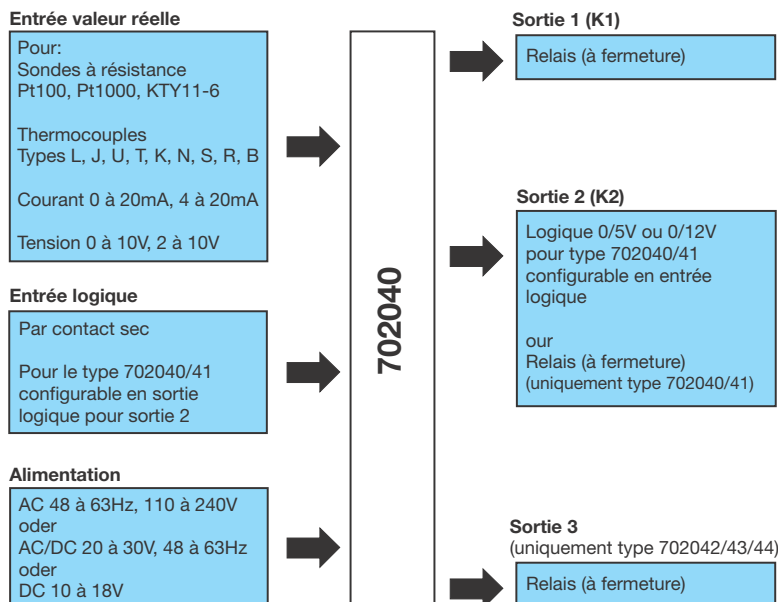 Entrée valeur réelle
Pour:
Sondes à résistance
Pt100, Pt1000, KTY11-6
Thermocouples
Types L, J, U, T, K, N, S, R, B
Courant 0 à 20mA, 4 à 20mA
Tension 0 à 10V, 2 à 10V
Entrée logique
Par contact sec
Pour le type 702040/41
configurable en sortie
logique pour sortie 2
Alimentation
AC 48 à 63Hz, 110 à 240V
oder
AC/DC 20 à 30V, 48 à 63Hz
oder
DC 10 à 18V
702040
Sortie 1 (K1)
Relais (à fermeture)
Sortie 2 (K2)
Logique 0/5V ou 0/12V
pour type 702040/41
configurable en entrée
logique
our
Relais (à fermeture)
(uniquement type 702040/41)
Sortie 3
(uniquement type 702042/43/44)
Relais (à fermeture)